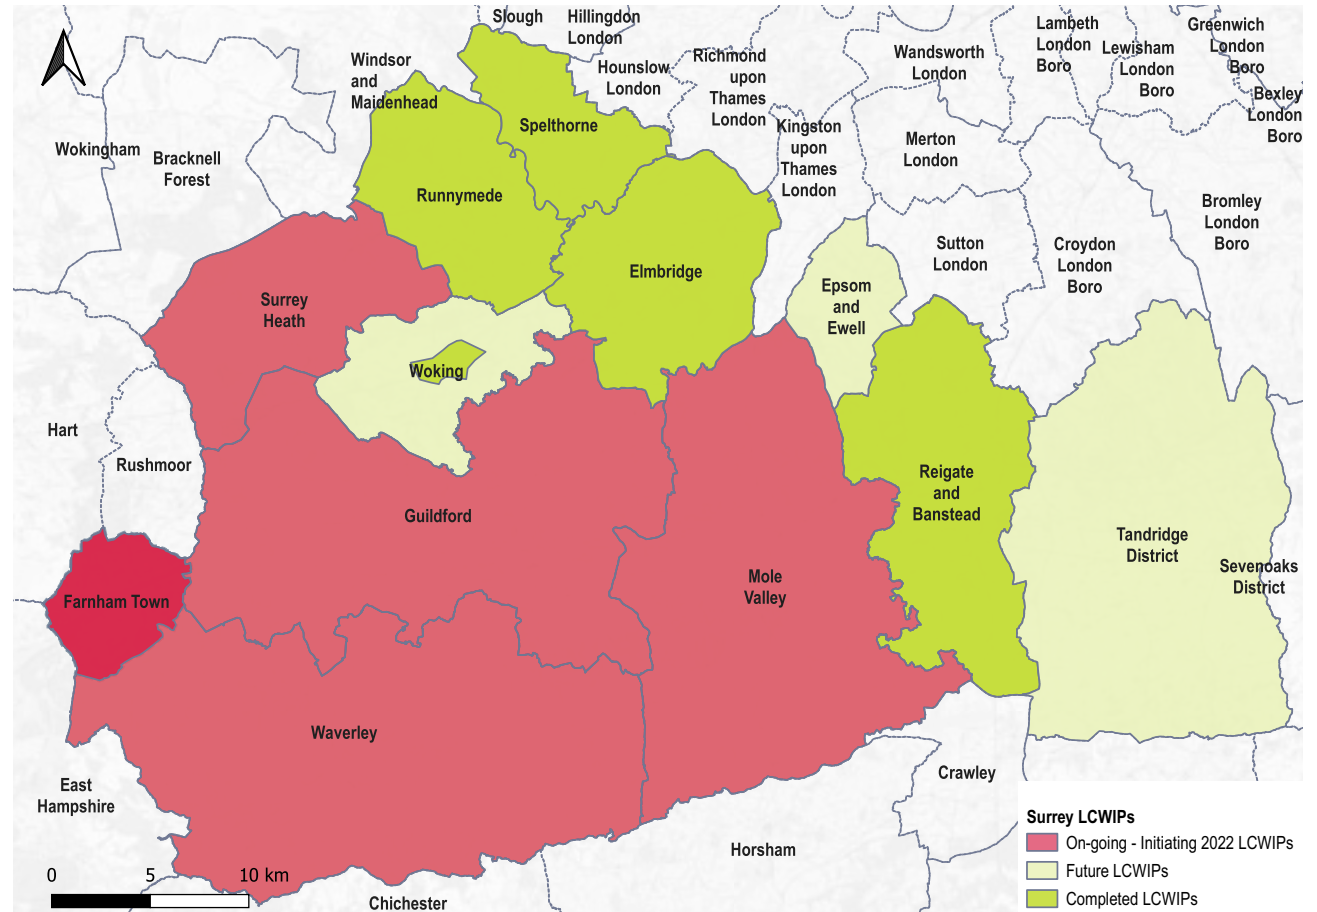 Slough
Hillingdon
London
Windsor
and
Maidenhead
Hounslow
London
Richmond
upon
Thames
London
Wandsworth
London
Lambeth
London
Boro
Lewisham
London
Boro
Greenwich
London
Boro
Bexley
London
Boro
Wokingham
Bracknell
Forest
Spelthorne
Kingston
upon
Thames
London
Merton
London
Runnymede
Bromley
London
Boro
Elmbridge
Sutton
London
Croydon
London
Boro
Surrey
Heath
Epsom
and
Ewell
Woking
Hart
Rushmoor
Guildford
Reigate
and
Banstead
Tandridge
District
Sevenoaks
District
Mole
Valley
Farnham Town
Waverley
East
Hampshire
Crawley
Horsham
Chichester
0 5 10 km
Surrey LCWIPs
On-going - Initiating 2022 LCWIPs
Future LCWIPs
Completed LCWIPs